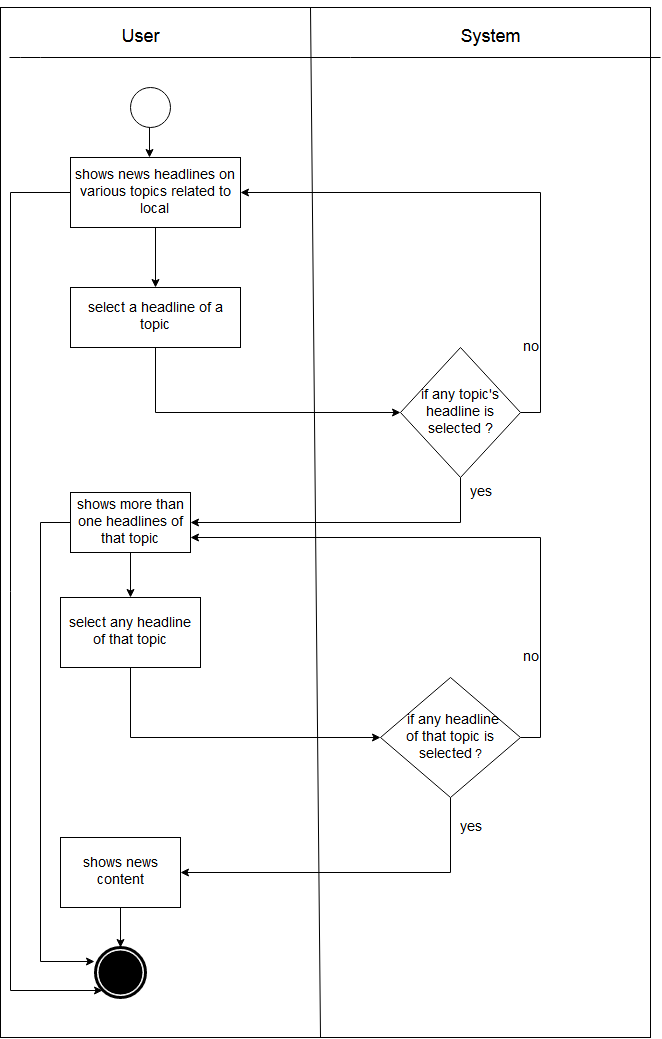 User
System
shows news headlines on
various topics related to
local
select a headline of a
topic
no
if any topic's
headline is
selected ?
yes
shows more than
one headlines of
that topic
select any headline
of that topic
no
if any headline
of that topic is
selected ?
yes
shows news
content